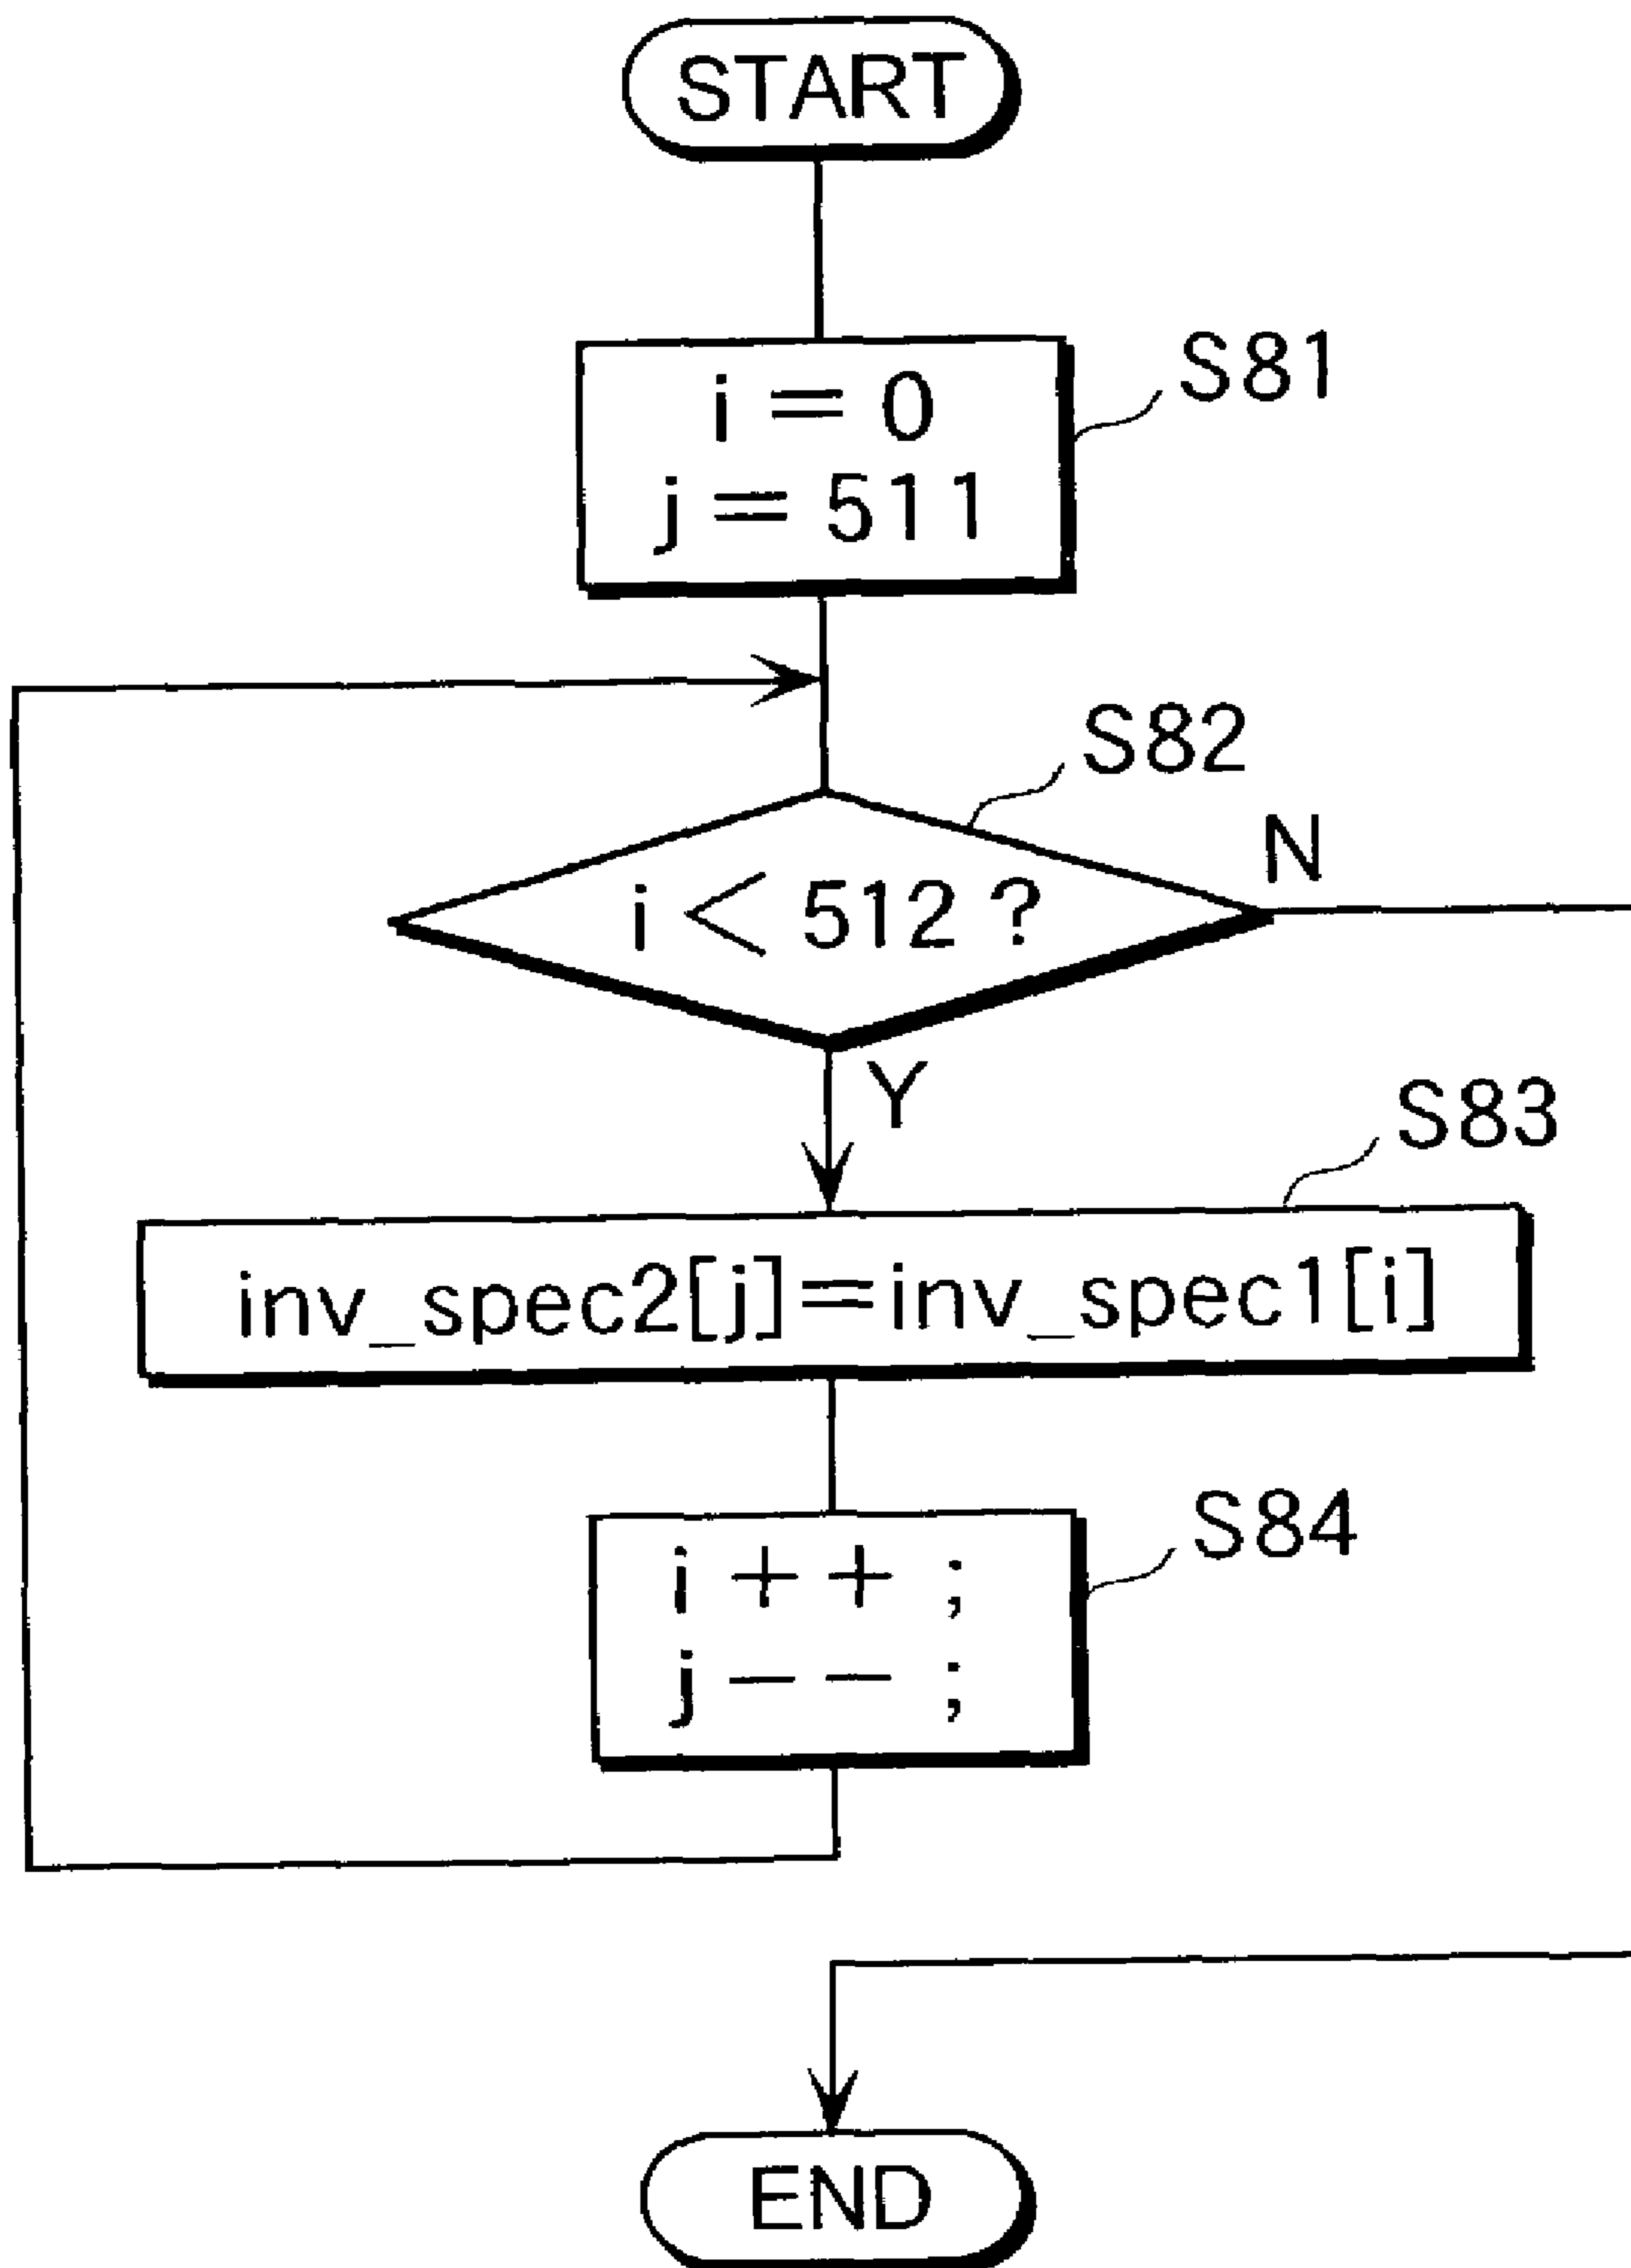 START
S81
i = 0
j = 511
S82
N
i < 512 ?
Y
S83
inv_spec2[j]=inv_spec1[i]
S84
i + + ;
j - - ;
END